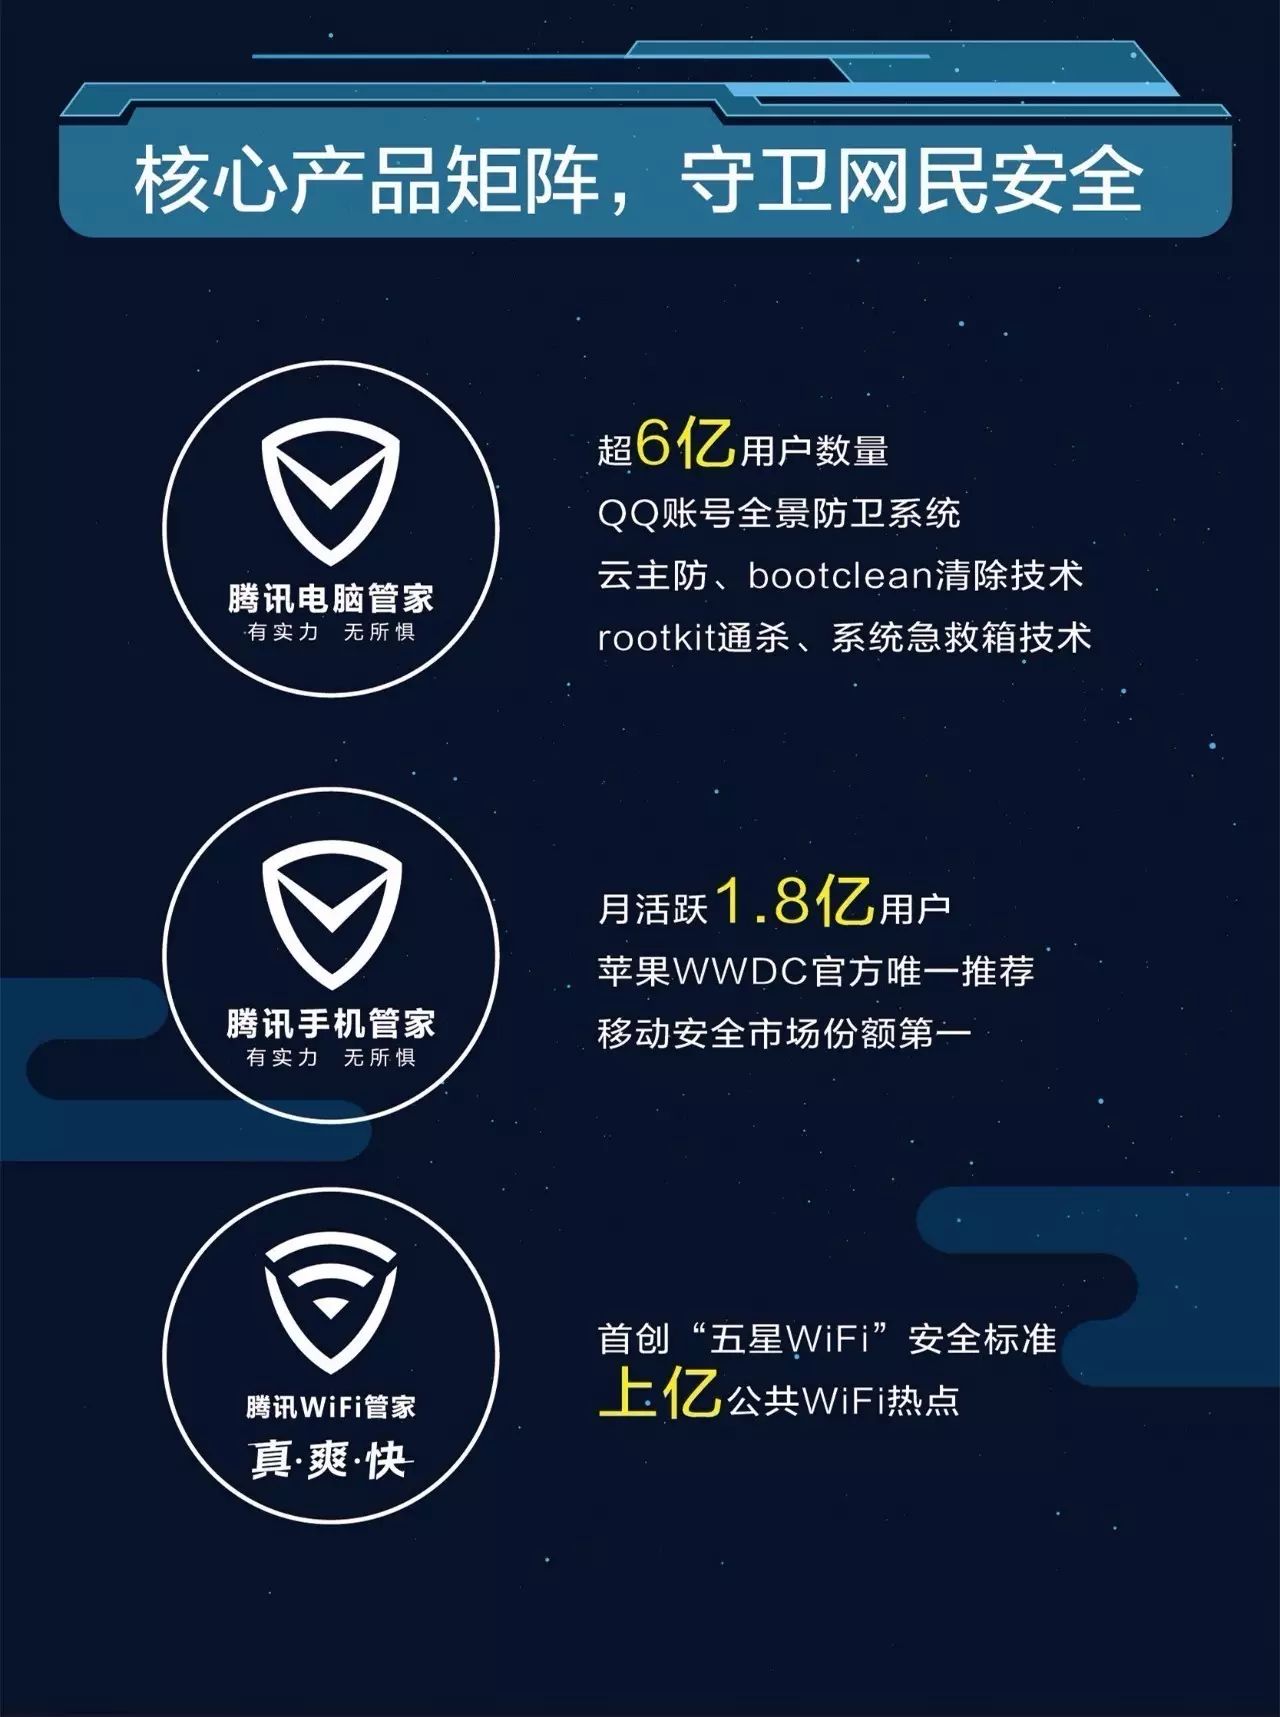 核心产品矩阵，守卫网民安全
腾讯电脑管家
有实力 无所惧
超6亿用户数量
QQ账号全景防卫系统
云主防、bootclean清除技术
rootkit通杀、系统急救箱技术
腾讯手机管家
有实力 无所惧
月活跃1.8亿用户
苹果WWDC官方唯一推荐
移动安全市场份额第一
腾讯WiFi管家
真·爽·快
首创“五星WiFi”安全标准
上亿公共WiFi热点